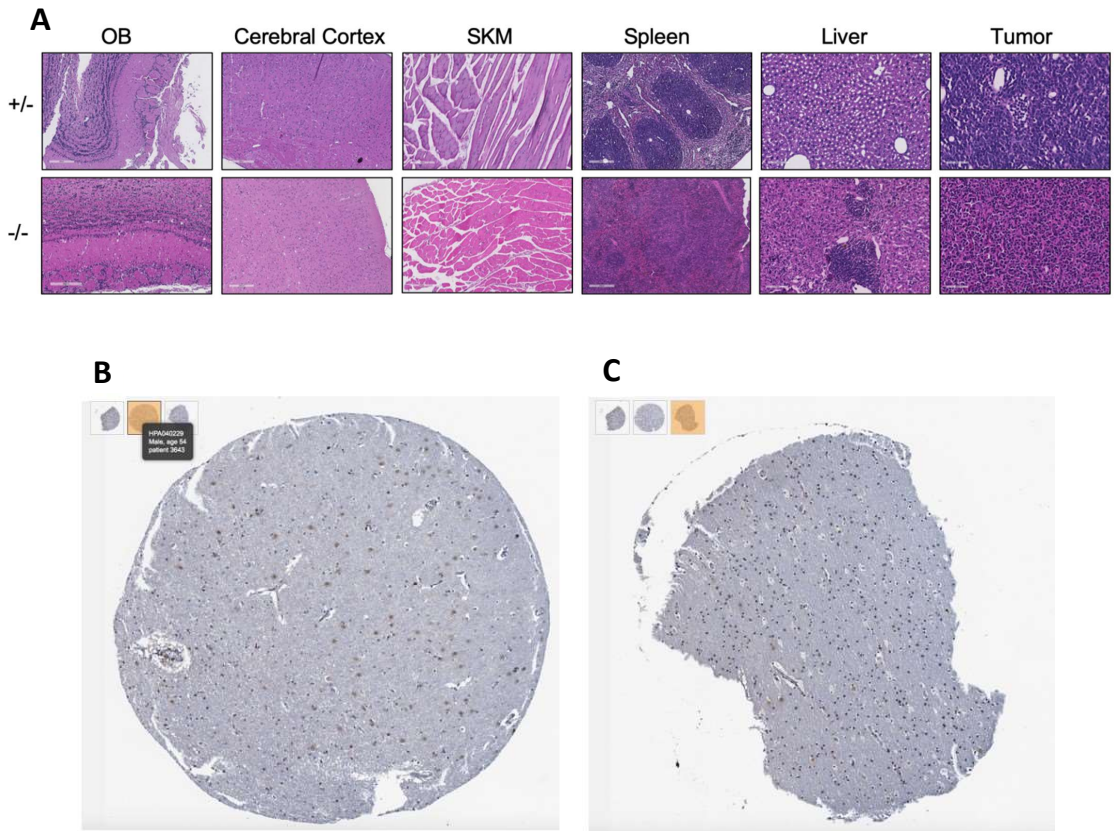 A
OB Cerebral Cortex SKM Spleen Liver Tumor
+/-
-/-
B
C
HPA040229
Male, age 54
patient 3643